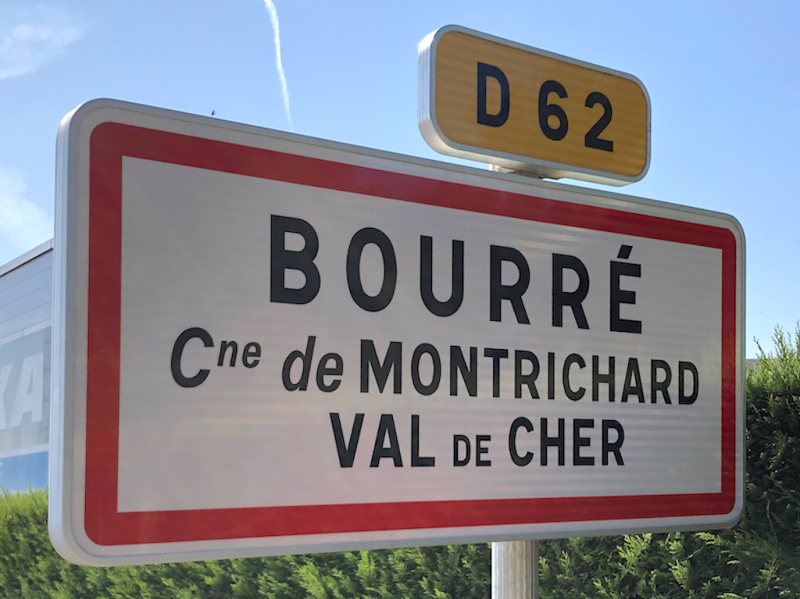 D 62
BOURRÉ
Cne de MONTRICHARD
VAL DE CHER